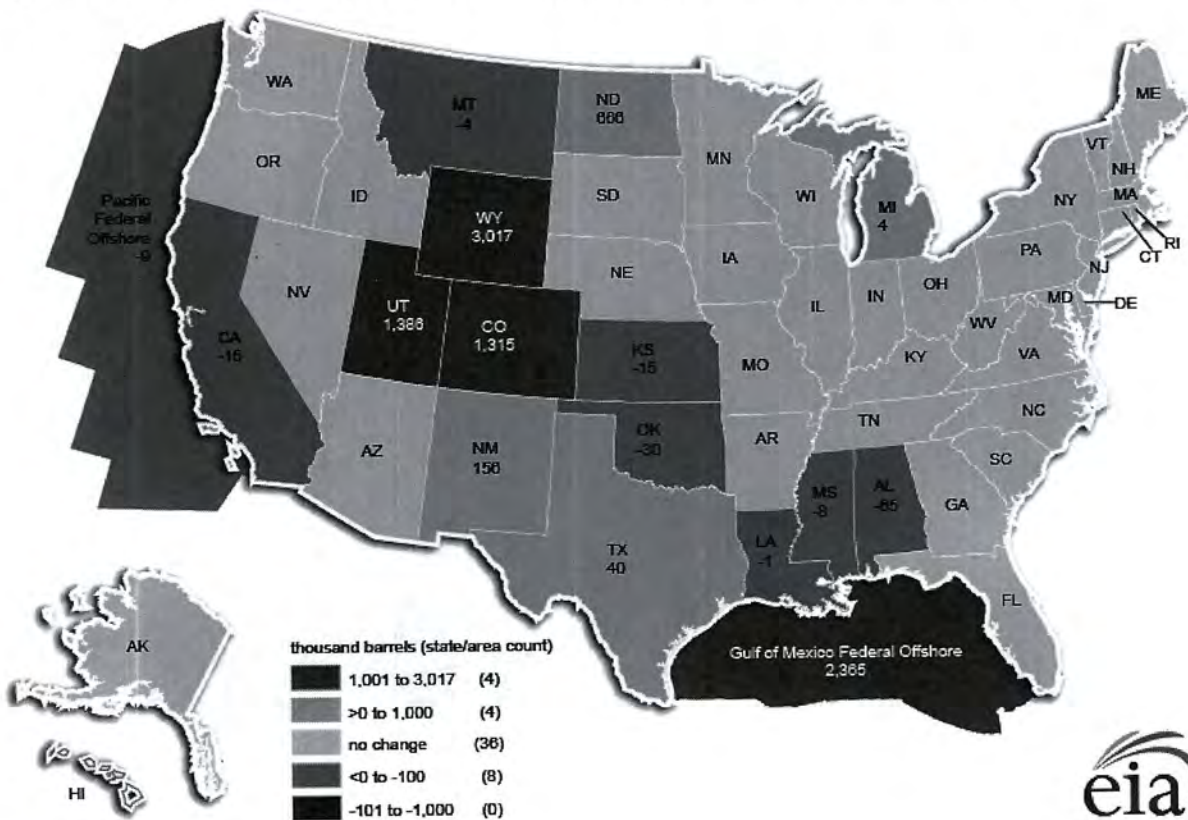 WA
MT
-4
ND
666
ME
OR
ID
MN
VT
NH
Pacific
Federal
Offshore
-9
WY
3,017
SD
WI
MI
4
NY
MA
RI
CT
IA
PA
NJ
NE
NV
UT
1,386
CO
1,315
IL
IN
OH
MD
DE
WV
VA
CA
KS
-15
MO
KY
NC
TN
AZ
NM
156
OK
-30
AR
SC
MS
-8
AL
GA
LA
-1
TX
40
FL
AK
HI
Gulf of Mexico Federal Offshore
2,365
thousand barrels (state/area count)
1,001 to 3,017 (4)
>0 to 1,000 (4)
no change (36)
<0 to -100 (8)
-101 to -1,000 (0)
eia